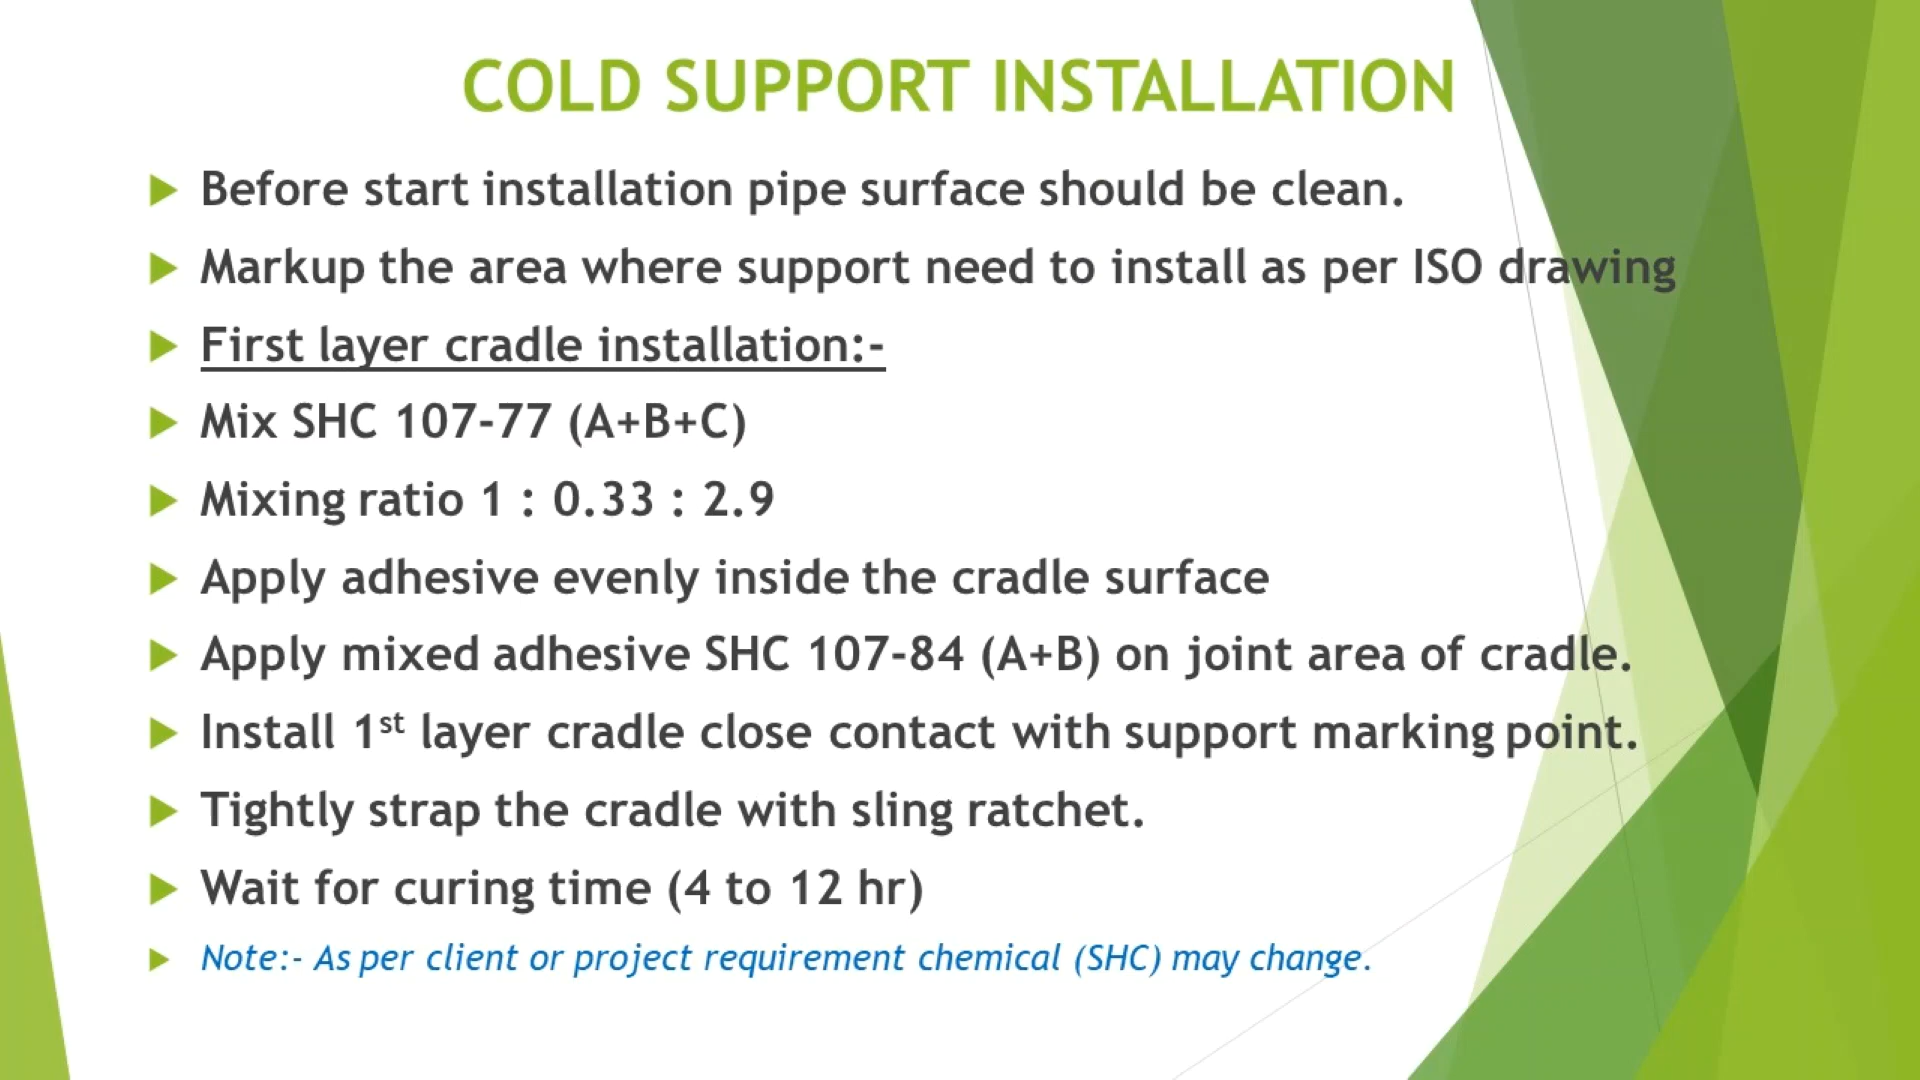 COLD SUPPORT INSTALLATION
Before start installation pipe surface should be clean.
Markup the area where support need to install as per ISO drawing
First layer cradle installation:-
Mix SHC 107-77 (A+B+C)
Mixing ratio 1 : 0.33 : 2.9
Apply adhesive evenly inside the cradle surface
Apply mixed adhesive SHC 107-84 (A+B) on joint area of cradle.
Install 1st layer cradle close contact with support marking point.
Tightly strap the cradle with sling ratchet.
Wait for curing time (4 to 12 hr)
Note:- As per client or project requirement chemical (SHC) may change.